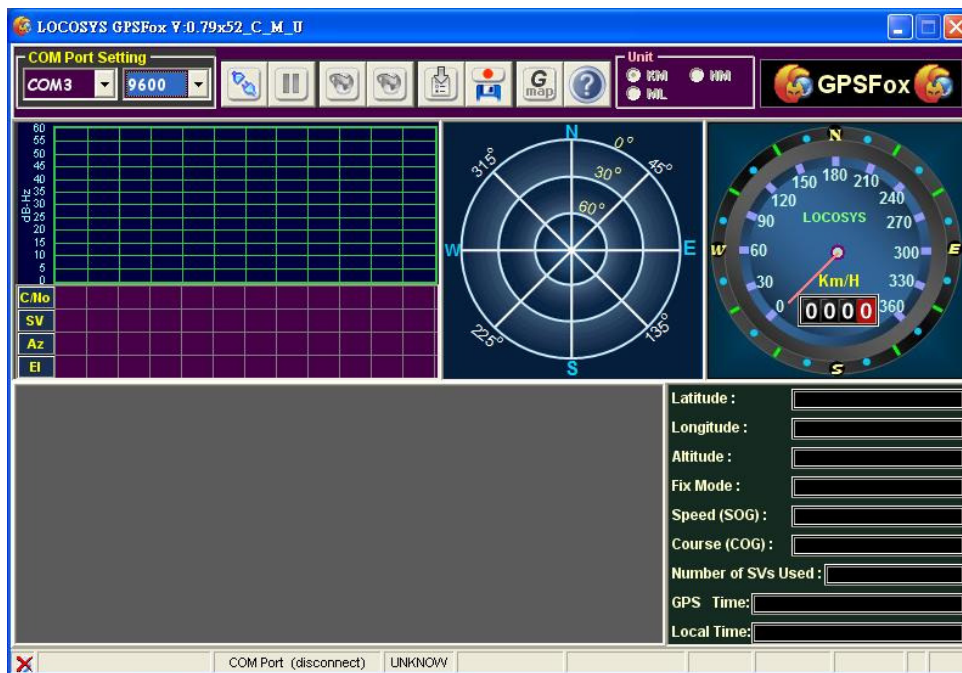 LOCOSYS GPSFox V:0.79x52_C_M_U
COM Port Setting
COM3
9600
G
map
?
Unit
KM
NM
ML
GPSFox
60
55
50
45
40
35
30
25
20
15
10
5
0
dB-Hz
C/No
SV
Az
El
N
0°
45°
30°
60°
315°
W
E
225°
135°
S
N
150 180 210
120
240
90
LOCOSYS
270
W
60
300
E
30
Km/H
330
0
0000
360
S
Latitude :
Longitude :
Altitude :
Fix Mode :
Speed (SOG) :
Course (COG) :
Number of SVs Used :
GPS Time:
Local Time:
COM Port (disconnect)
UNKNOW